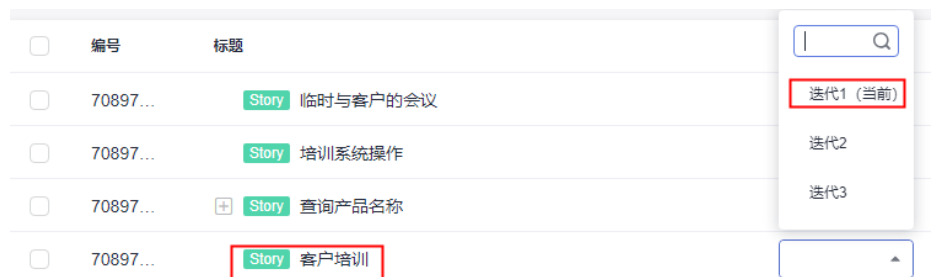 编号 标题
迭代1（当前）
70897... Story 临时与客户的会议
迭代2
70897... Story 培训系统操作
迭代3
70897... Story 查询产品名称
70897... Story 客户培训